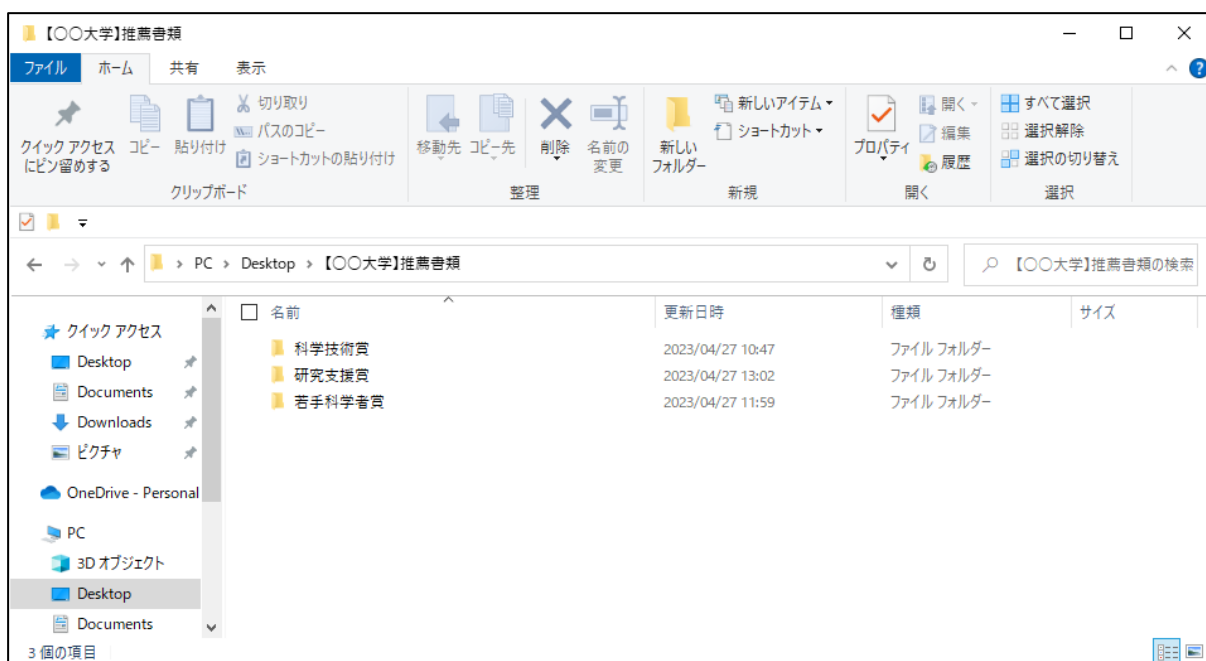 【〇〇大学】推薦書類
ファイル ホーム 共有 表示
クイック アクセス
にピン留めする
コピー
貼り付け
切り取り
パスのコピー
ショートカットの貼り付け
クリップボード
移動先
コピー先
削除
名前の
変更
整理
新しい
フォルダー
新しいアイテム
ショートカット
新規
プロパティ
開く
編集
履歴
開く
すべて選択
選択解除
選択の切り替え
選択
PC › Desktop › 【〇〇大学】推薦書類
【〇〇大学】推薦書類の検索
クイック アクセス
Desktop
Documents
Downloads
ピクチャ
OneDrive - Personal
PC
3D オブジェクト
Desktop
Documents
名前 更新日時 種類 サイズ
科学技術賞 2023/04/27 10:47 ファイル フォルダー
研究支援賞 2023/04/27 13:02 ファイル フォルダー
若手科学者賞 2023/04/27 11:59 ファイル フォルダー
3 個の項目